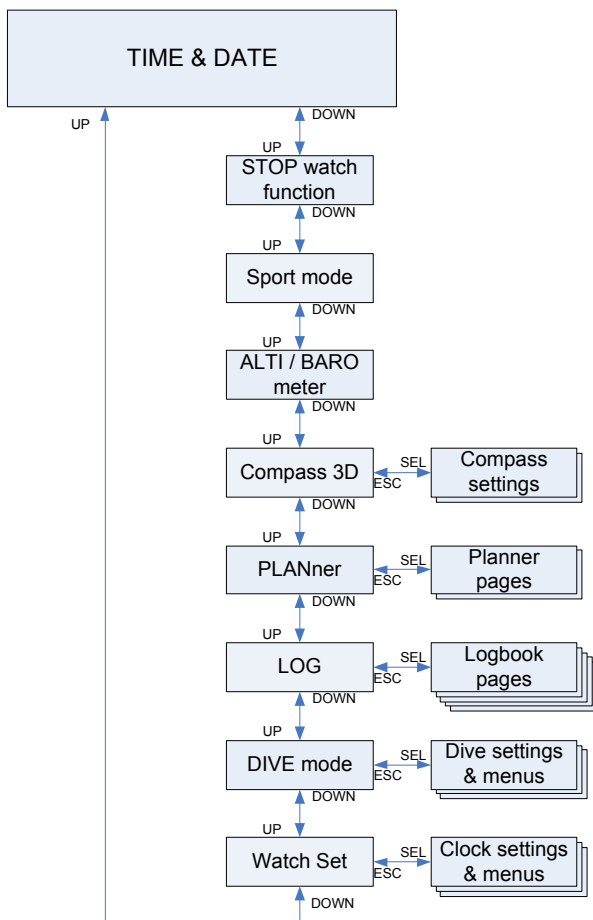 TIME & DATE
UP
DOWN
UP
STOP watch
function
DOWN
UP
Sport mode
DOWN
UP
ALTI / BARO
meter
DOWN
UP
Compass 3D
SEL
ESC
Compass
settings
DOWN
UP
PLANner
SEL
ESC
Planner
pages
DOWN
UP
LOG
SEL
ESC
Logbook
pages
DOWN
UP
DIVE mode
SEL
ESC
Dive settings
& menus
DOWN
UP
Watch Set
SEL
ESC
Clock settings
& menus
DOWN